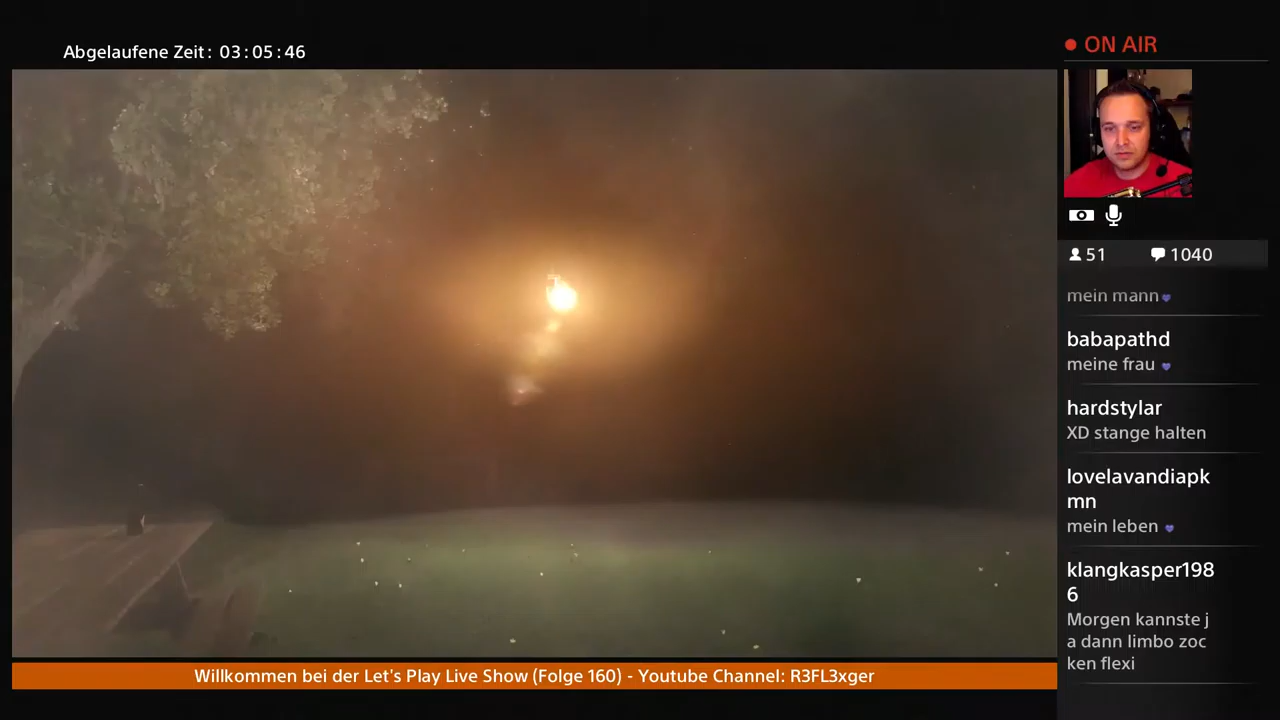 Abgelaufene Zeit: 03:05:46
ON AIR
51 1040
mein mann💜
babapathd
meine frau 💜
hardstylar
XD stange halten
lovelavandiapk
mn
mein leben 💜
klangkasper198
6
Morgen kannste j
a dann limbo zoc
ken flexi
Willkommen bei der Let's Play Live Show (Folge 160) - Youtube Channel: R3FL3xger